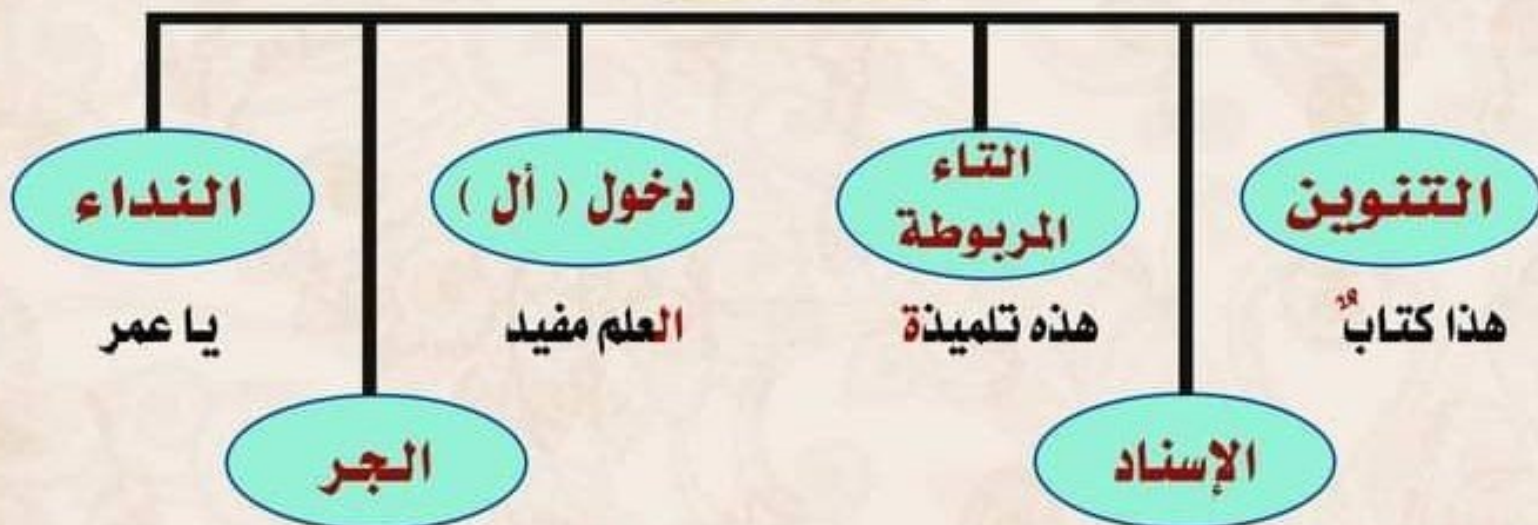 التنوين
التاء
المربوطة
دخول ( أل )
النداء
هذا كتابٌ
هذه تلميذة
العلم مفيد
يا عمر
الإسناد
الجر